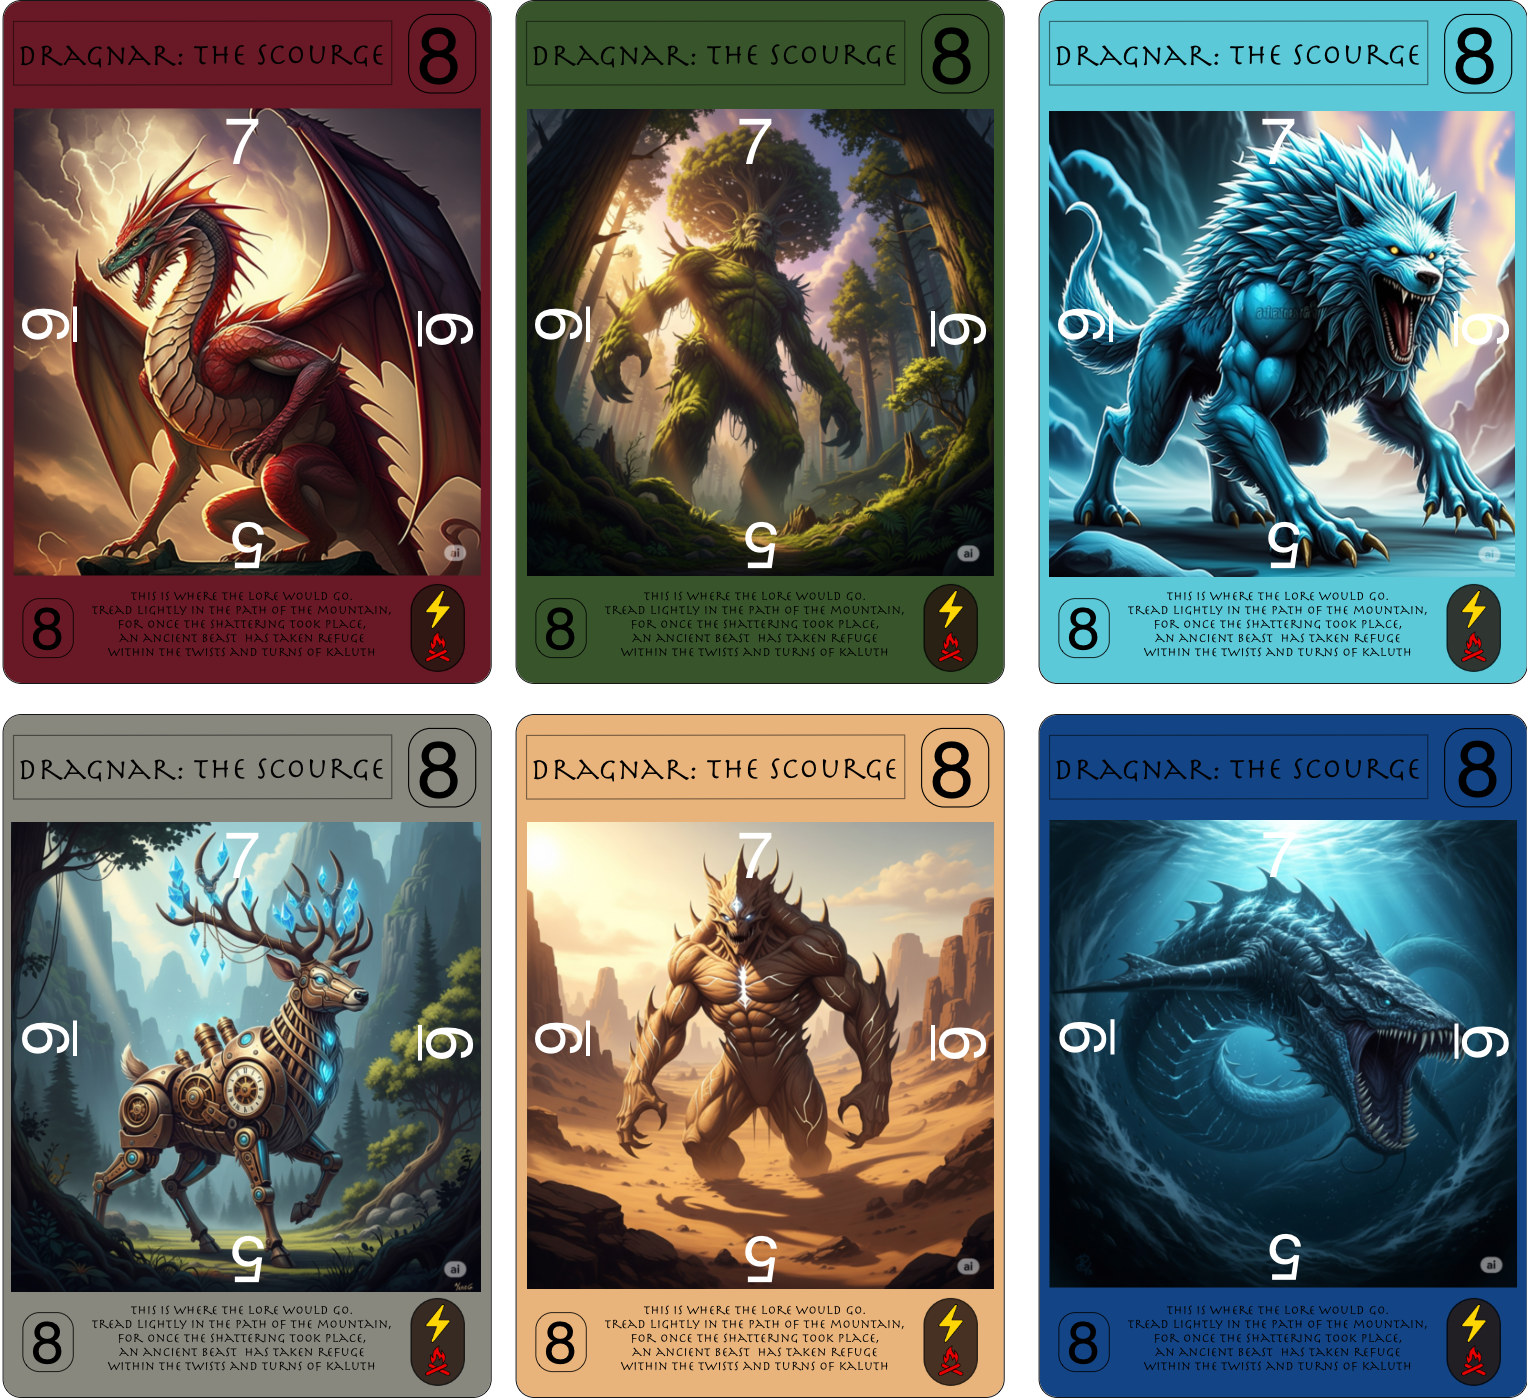 DRAGNAR: THE SCOURGE 8
7
6 6
5
8
THIS IS WHERE THE LORE WOULD GO.
TREAD LIGHTLY IN THE PATH OF THE MOUNTAIN,
FOR ONCE THE SHATTERING TOOK PLACE,
AN ANCIENT BEAST HAS TAKEN REFUGE
WITHIN THE TWISTS AND TURNS OF KALUTH
ai
DRAGNAR: THE SCOURGE 8
7
6 6
5
8
THIS IS WHERE THE LORE WOULD GO.
TREAD LIGHTLY IN THE PATH OF THE MOUNTAIN,
FOR ONCE THE SHATTERING TOOK PLACE,
AN ANCIENT BEAST HAS TAKEN REFUGE
WITHIN THE TWISTS AND TURNS OF KALUTH
ai
DRAGNAR: THE SCOURGE 8
7
6 6
5
8
THIS IS WHERE THE LORE WOULD GO.
TREAD LIGHTLY IN THE PATH OF THE MOUNTAIN,
FOR ONCE THE SHATTERING TOOK PLACE,
AN ANCIENT BEAST HAS TAKEN REFUGE
WITHIN THE TWISTS AND TURNS OF KALUTH
ai
DRAGNAR: THE SCOURGE 8
7
6 6
5
8
THIS IS WHERE THE LORE WOULD GO.
TREAD LIGHTLY IN THE PATH OF THE MOUNTAIN,
FOR ONCE THE SHATTERING TOOK PLACE,
AN ANCIENT BEAST HAS TAKEN REFUGE
WITHIN THE TWISTS AND TURNS OF KALUTH
ai
DRAGNAR: THE SCOURGE 8
7
6 6
5
8
THIS IS WHERE THE LORE WOULD GO.
TREAD LIGHTLY IN THE PATH OF THE MOUNTAIN,
FOR ONCE THE SHATTERING TOOK PLACE,
AN ANCIENT BEAST HAS TAKEN REFUGE
WITHIN THE TWISTS AND TURNS OF KALUTH
ai
DRAGNAR: THE SCOURGE 8
7
6 6
5
8
THIS IS WHERE THE LORE WOULD GO.
TREAD LIGHTLY IN THE PATH OF THE MOUNTAIN,
FOR ONCE THE SHATTERING TOOK PLACE,
AN ANCIENT BEAST HAS TAKEN REFUGE
WITHIN THE TWISTS AND TURNS OF KALUTH
ai